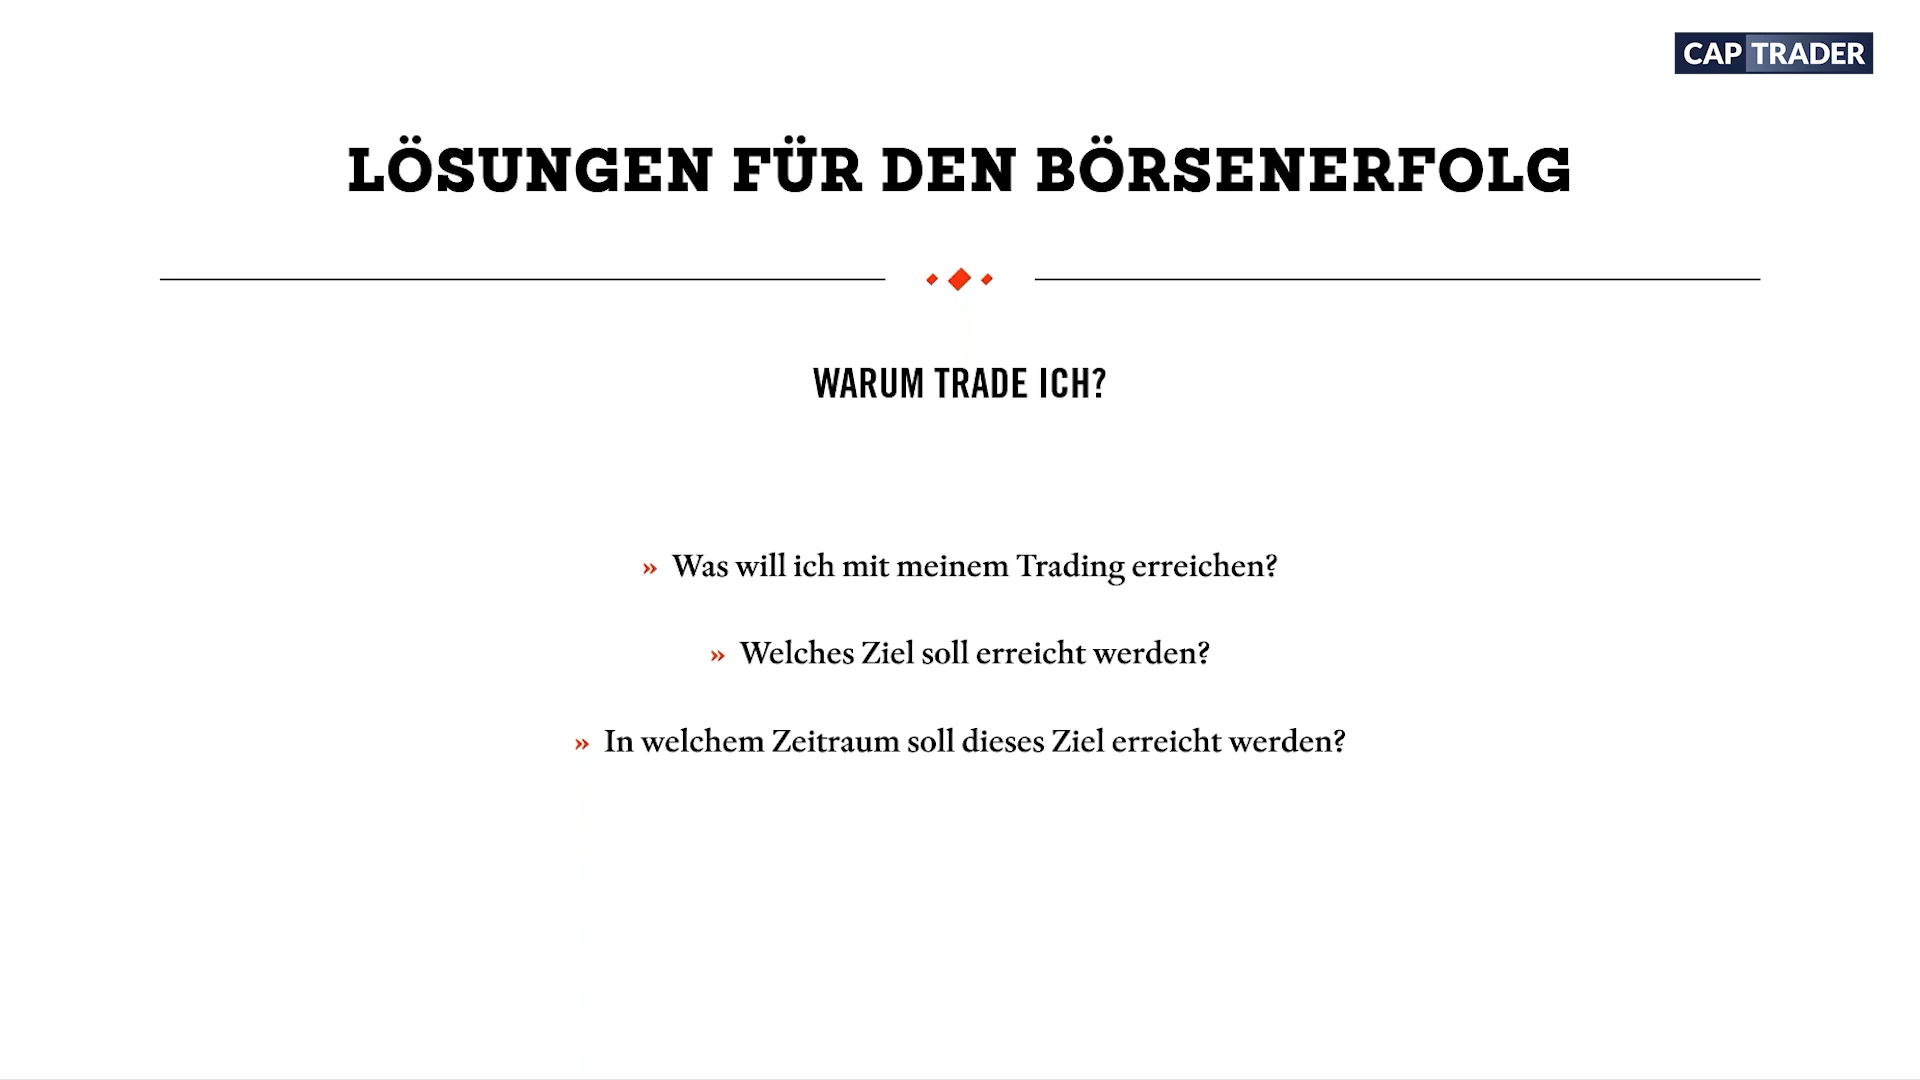 CAP TRADER
LÖSUNGEN FÜR DEN BÖRSENERFOLG
WARUM TRADE ICH?
» Was will ich mit meinem Trading erreichen?
» Welches Ziel soll erreicht werden?
» In welchem Zeitraum soll dieses Ziel erreicht werden?